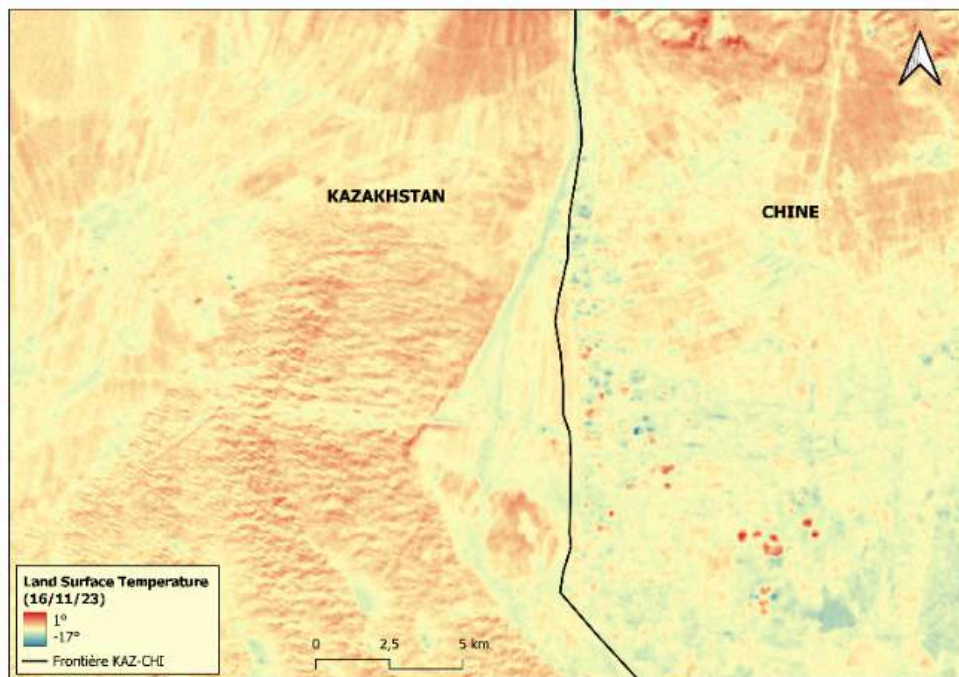 KAZAKHSTAN
CHINE
Land Surface Temperature
(16/11/23)
1°
-17°
Frontière KAZ-CHI
0 2,5 5 km